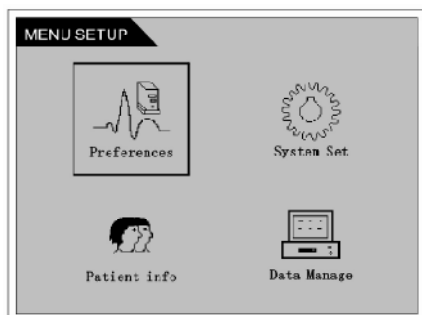 MENU SETUP
Preferences
System Set
Patient info
Data Manage